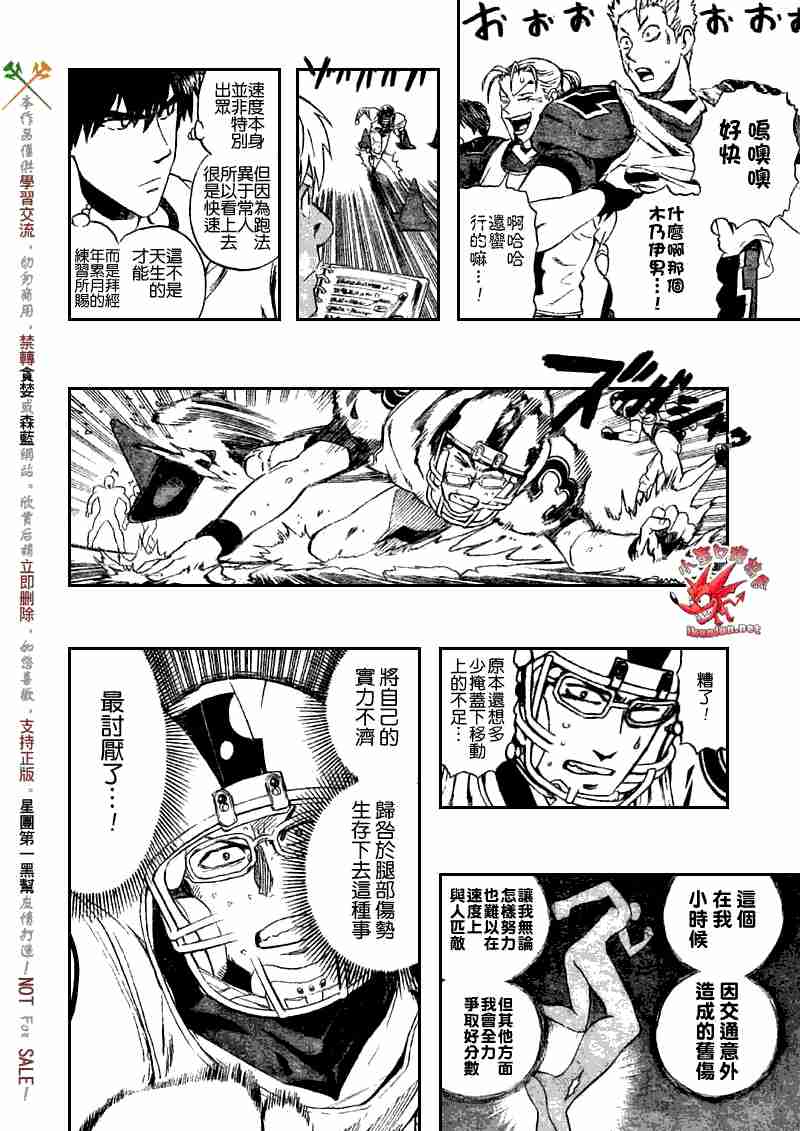 おぉおぉおぉ
嗚噢噢
好快
什麼啊那個
木乃伊男…！
啊哈哈
還蠻
行的嘛…！
速度本身
並非特別
出眾
但因為跑法
異于常人
所以看上去
很是快速
這不是
天生的
才能
而是拜經
年累月的
練習所賜
ズザザッ
糟了！
原本還想多
少掩蓋下移動
上的不足…
這個
在我
小時候
因交通意外
造成的舊傷
讓我無論
怎樣努力
也難以在
速度上
與人匹敵
但其他方面
我會全力
爭取好分數
將自己的
實力不濟
歸咎於腿部傷勢
生存下去這種事
最討厭了…！
本作品僅供學習交流，切勿商用，禁轉貪婪或森藍網站。欣賞后請立即刪除，如您喜歡，支持正版。星團第一黑幫友情打造！NOT For SALE！